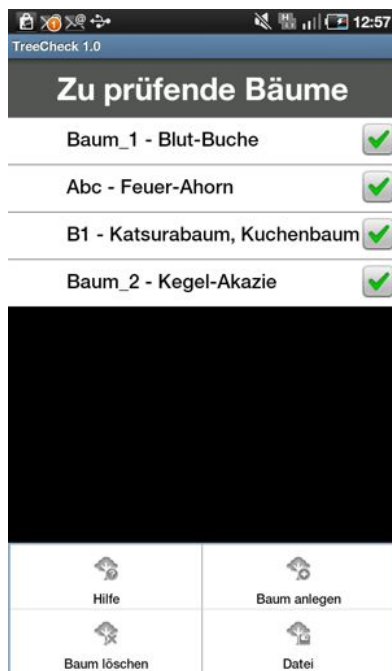 12:57
TreeCheck 1.0
Zu prüfende Bäume
Baum_1 - Blut-Buche
Abc - Feuer-Ahorn
B1 - Katsurabaum, Kuchenbaum
Baum_2 - Kegel-Akazie
Hilfe
Baum anlegen
Baum löschen
Datei